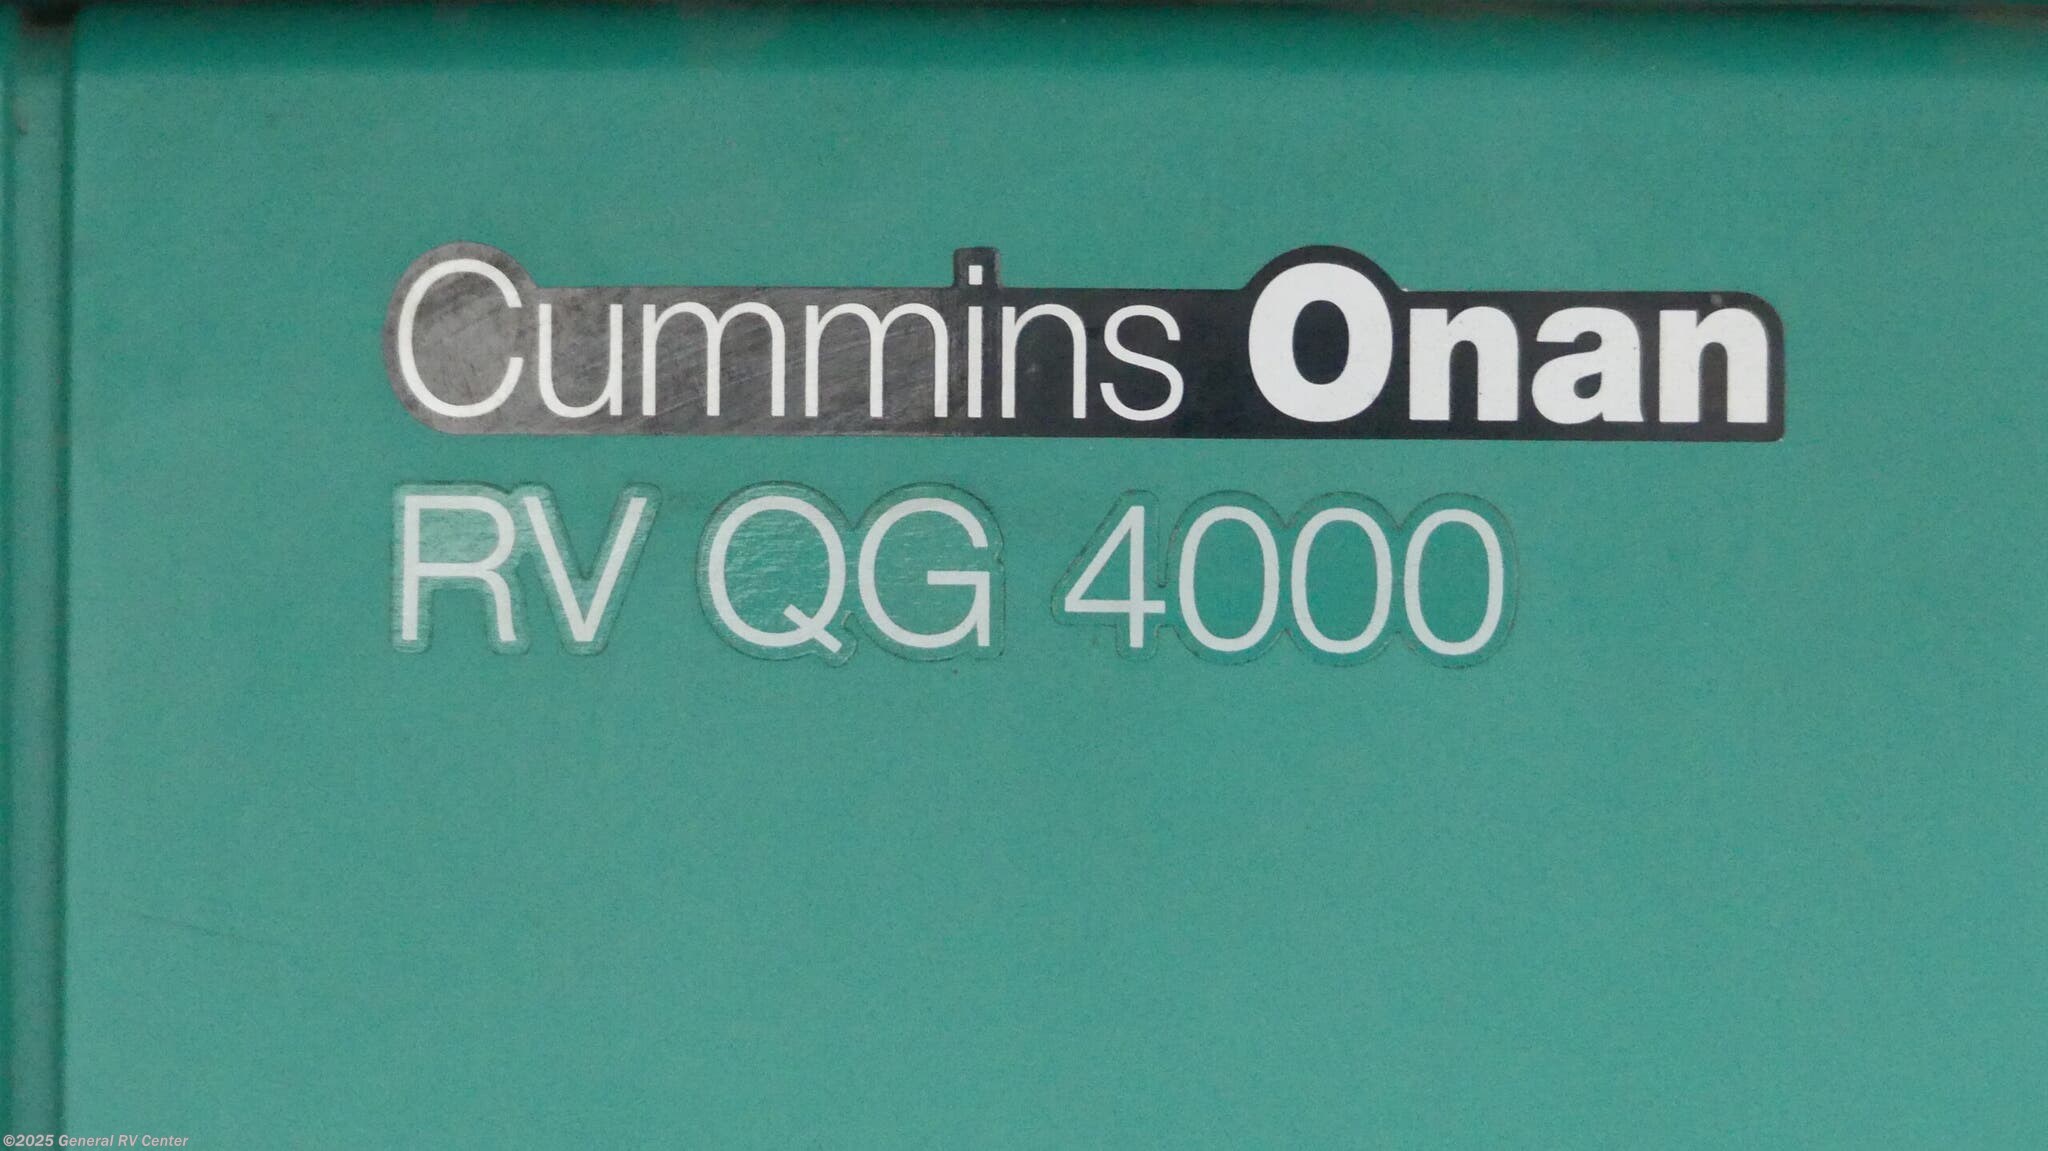 Cummins Onan
RV QG 4000
©2025 General RV Center